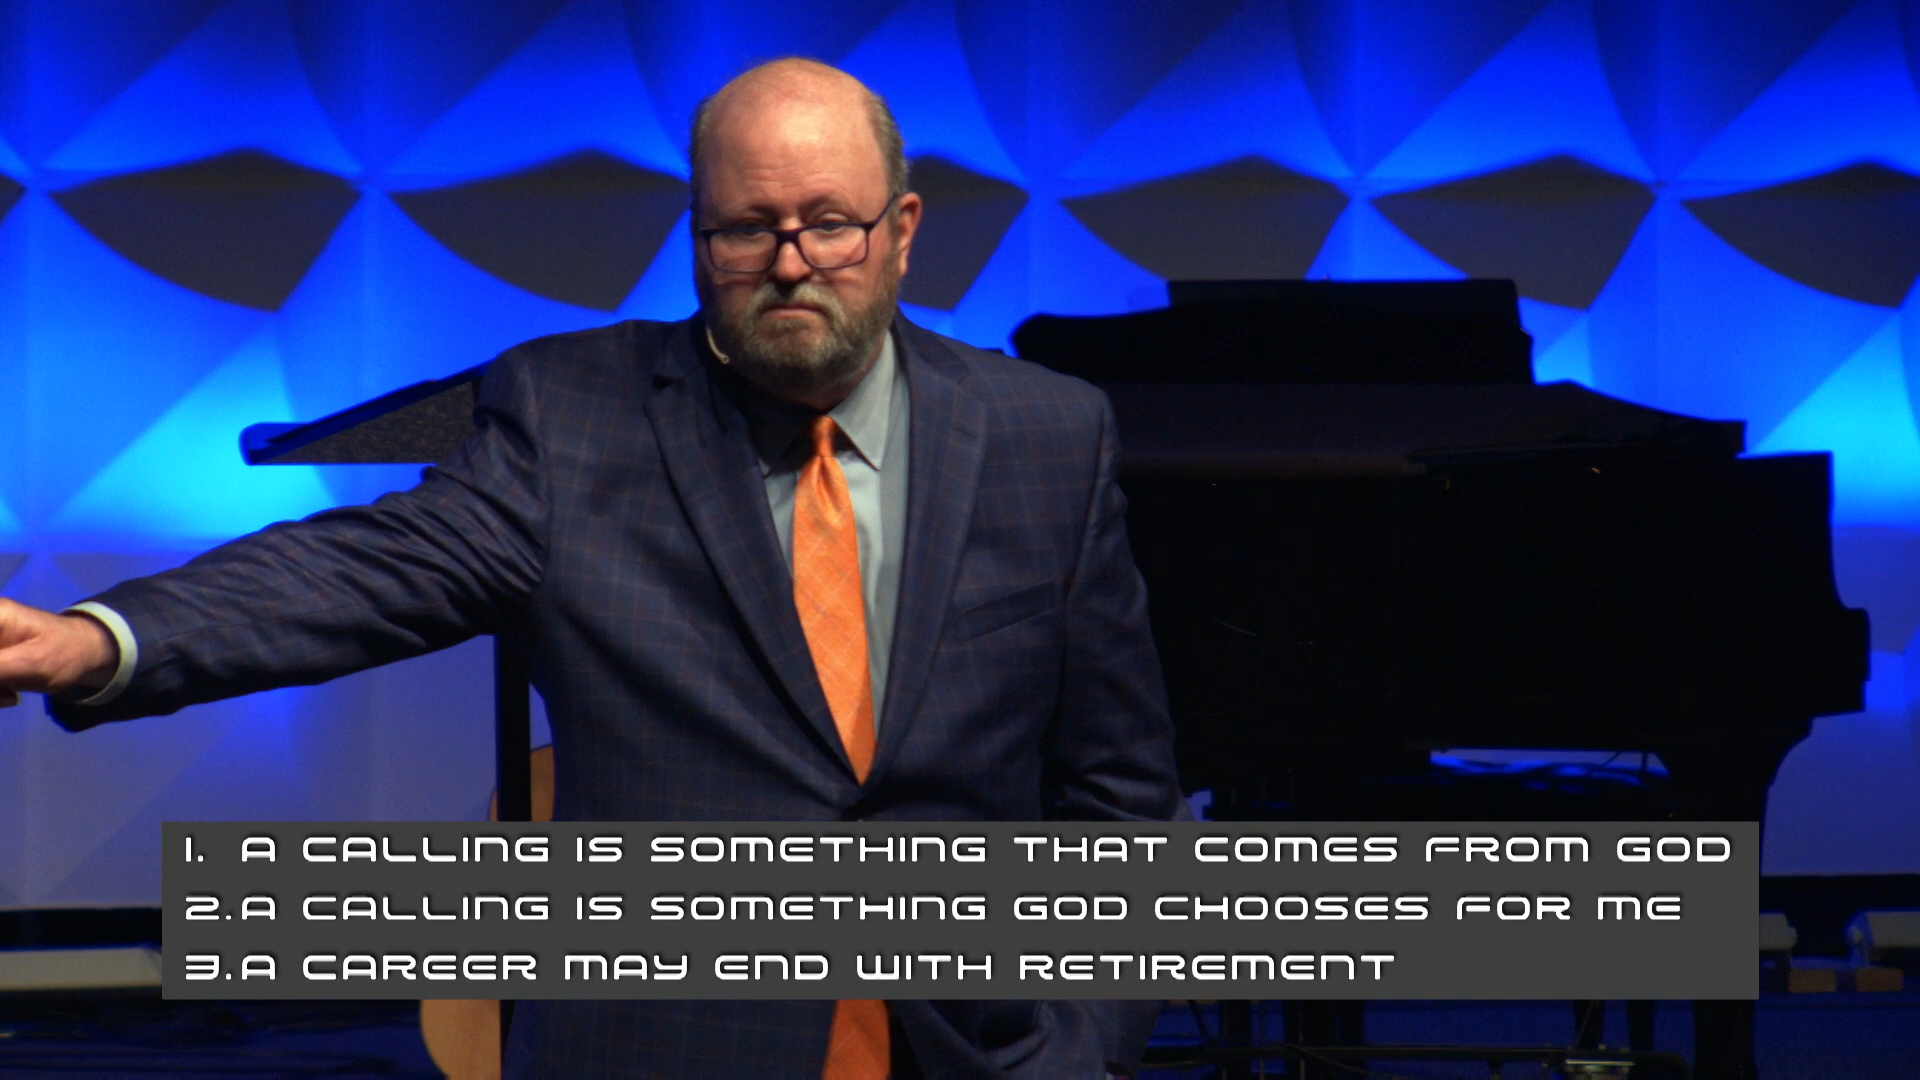 1. A CALLING IS SOMETHING THAT COMES FROM GOD
2. A CALLING IS SOMETHING GOD CHOOSES FOR ME
3. A CAREER MAY END WITH RETIREMENT